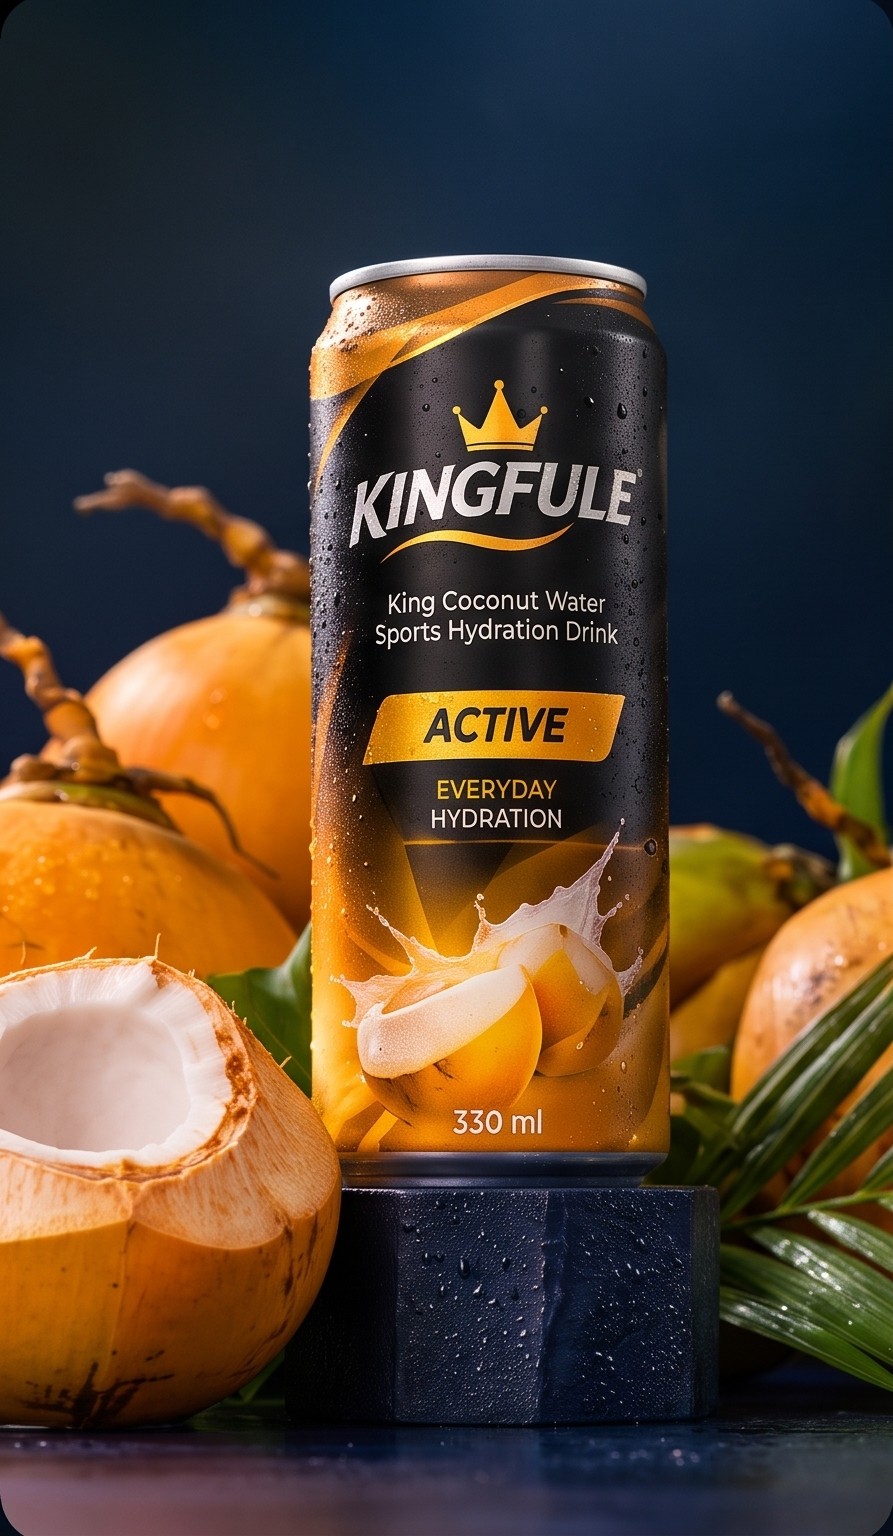 KINGFULE
King Coconut Water
Sports Hydration Drink
ACTIVE
EVERYDAY
HYDRATION
330 ml